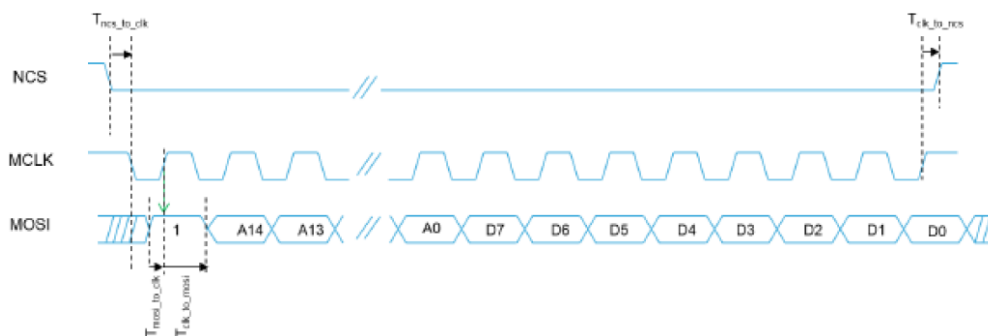 Tncs_to_clk
Tclk_to_ncs
NCS
MCLK
MOSI
1 A14 A13 A0 D7 D6 D5 D4 D3 D2 D1 D0
Tmosi_to_clk
Tclk_to_mosi